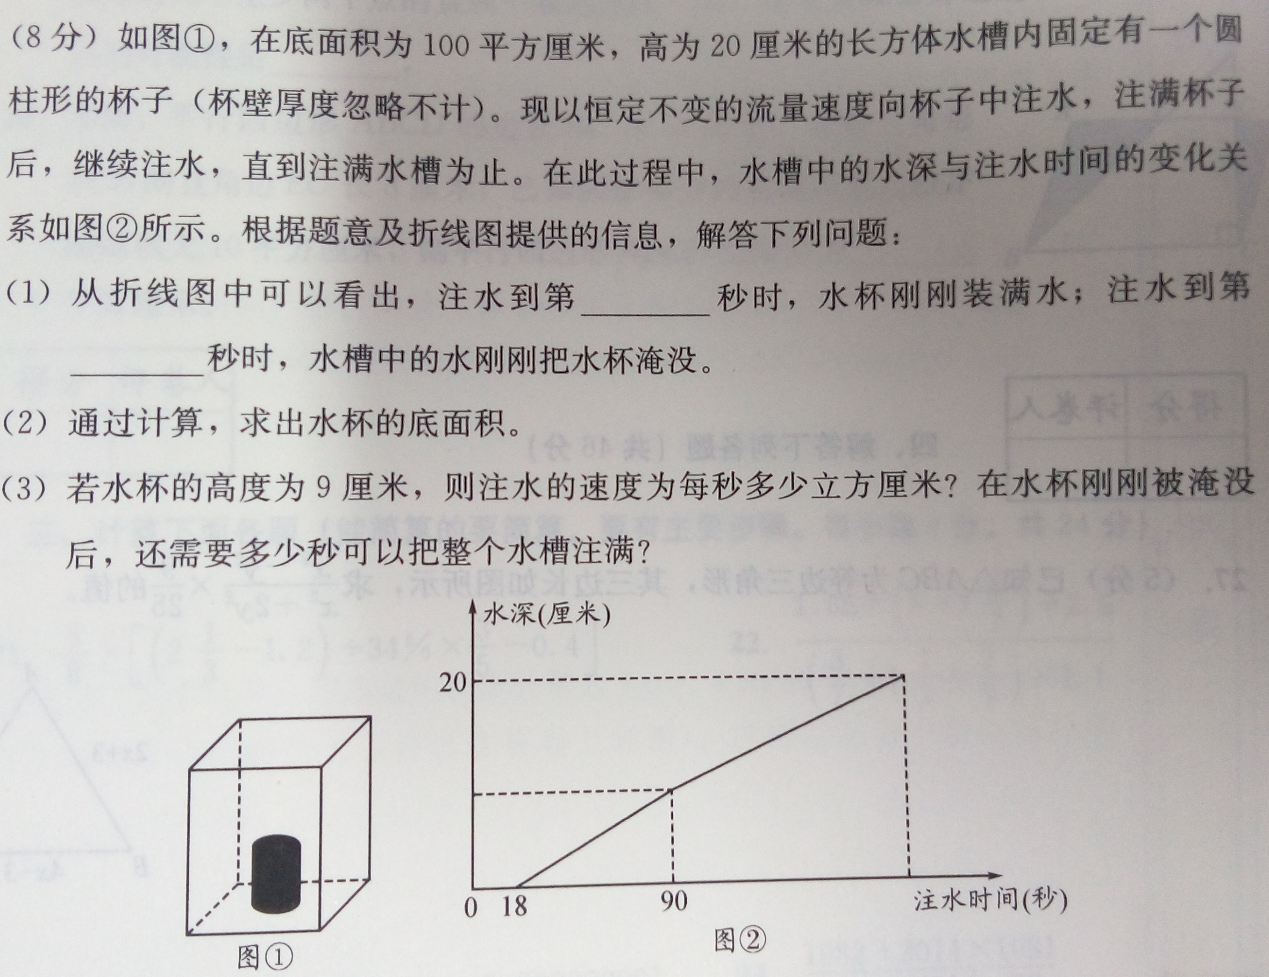 (8分)如图①，在底面积为100平方厘米，高为20厘米的长方体水槽内固定有一个圆
柱形的杯子（杯壁厚度忽略不计）。现以恒定不变的流量速度向杯子中注水，注满杯子
后，继续注水，直到注满水槽为止。在此过程中，水槽中的水深与注水时间的变化关
系如图②所示。根据题意及折线图提供的信息，解答下列问题：
(1) 从折线图中可以看出，注水到第________秒时，水杯刚刚装满水；注水到第
________秒时，水槽中的水刚刚把水杯淹没。
(2) 通过计算，求出水杯的底面积。
(3) 若水杯的高度为9厘米，则注水的速度为每秒多少立方厘米？在水杯刚刚被淹没
后，还需要多少秒可以把整个水槽注满？
水深(厘米)
20
0 18 90 注水时间(秒)
图① 图②